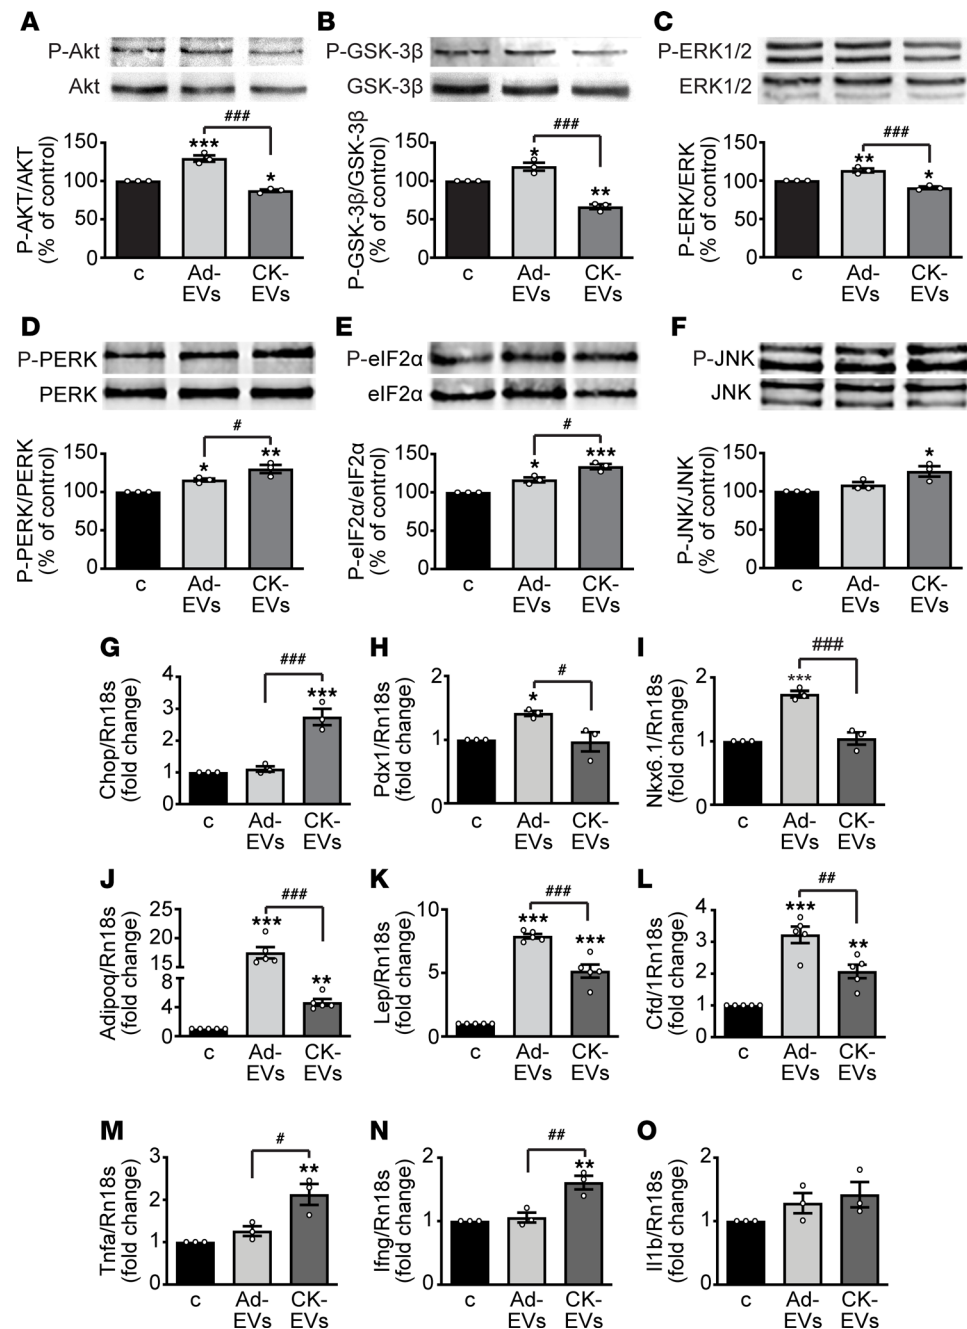 A
P-Akt
Akt
###
***
*
150
100
50
0
P-AKT/AKT
(% of control)
c
Ad-
EVs
CK-
EVs
B
P-GSK-3β
GSK-3β
###
*
**
150
100
50
0
P-GSK-3β/GSK-3β
(% of control)
c
Ad-
EVs
CK-
EVs
C
P-ERK1/2
ERK1/2
###
**
*
150
100
50
0
P-ERK/ERK
(% of control)
c
Ad-
EVs
CK-
EVs
D
P-PERK
PERK
#
*
**
150
100
50
0
P-PERK/PERK
(% of control)
c
Ad-
EVs
CK-
EVs
E
P-eIF2α
eIF2α
#
*
***
150
100
50
0
P-eIF2α/eIF2α
(% of control)
c
Ad-
EVs
CK-
EVs
F
P-JNK
JNK
*
150
100
50
0
P-JNK/JNK
(% of control)
c
Ad-
EVs
CK-
EVs
G
###
***
4
3
2
1
0
Chop/Rn18s
(fold change)
c
Ad-
EVs
CK-
EVs
H
#
*
2
1
0
Pdx1/Rn18s
(fold change)
c
Ad-
EVs
CK-
EVs
I
###
***
2
1
0
Nkx6.1/Rn18s
(fold change)
c
Ad-
EVs
CK-
EVs
J
###
***
**
25
20
15
8
4
0
Adipoq/Rn18s
(fold change)
c
Ad-
EVs
CK-
EVs
K
###
***
***
10
5
0
Lep/Rn18s
(fold change)
c
Ad-
EVs
CK-
EVs
L
##
***
**
4
3
2
1
0
Cfd/1Rn18s
(fold change)
c
Ad-
EVs
CK-
EVs
M
#
**
3
2
1
0
Tnfa/Rn18s
(fold change)
c
Ad-
EVs
CK-
EVs
N
##
**
2
1
0
Ifng/Rn18s
(fold change)
c
Ad-
EVs
CK-
EVs
O
2
1
0
Il1b/Rn18s
(fold change)
c
Ad-
EVs
CK-
EVs